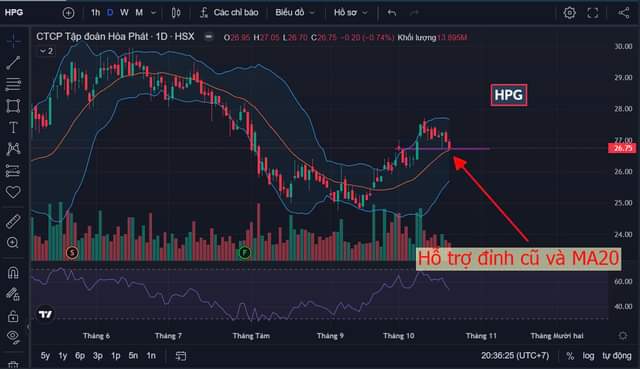 HPG
1h D W M
Các chỉ báo
Biểu đồ
Hồ sơ
CTCP Tập đoàn Hòa Phát · 1D · HSX
O26.95 H27.05 L26.70 C26.75 −0.20 (−0.74%) Khối lượng 13.895M
2
30.00
29.00
28.00
27.00
26.75
26.00
25.00
24.00
HPG
Hỗ trợ đỉnh cũ và MA20
S
F
60.00
40.00
Tháng 6
Tháng 7
Tháng Tám
Tháng 9
Tháng 10
Tháng 11
Tháng Mười hai
5y 1y 6p 3p 1p 5n 1n
20:36:25 (UTC+7)
% log tự động